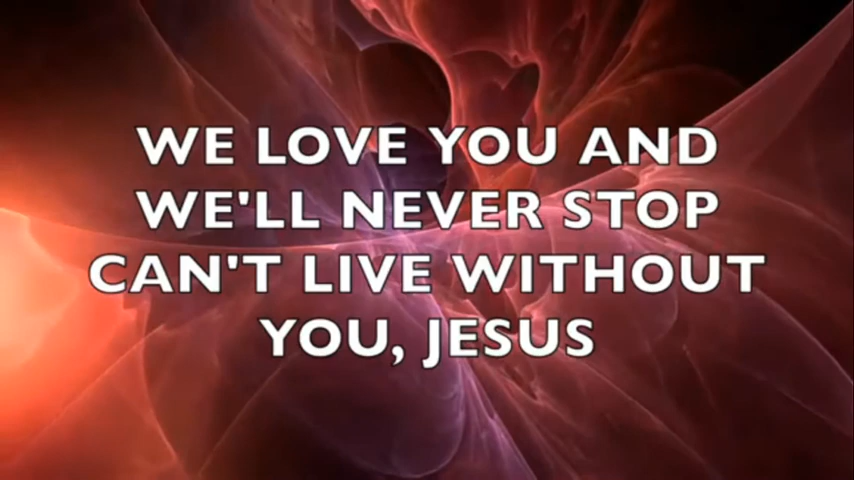 WE LOVE YOU AND
WE'LL NEVER STOP
CAN'T LIVE WITHOUT
YOU, JESUS